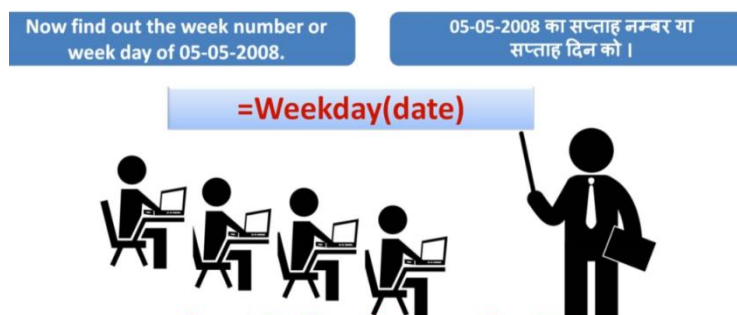 Now find out the week number or
week day of 05-05-2008.
05-05-2008 का सप्ताह नम्बर या
सप्ताह दिन को ।
=Weekday(date)